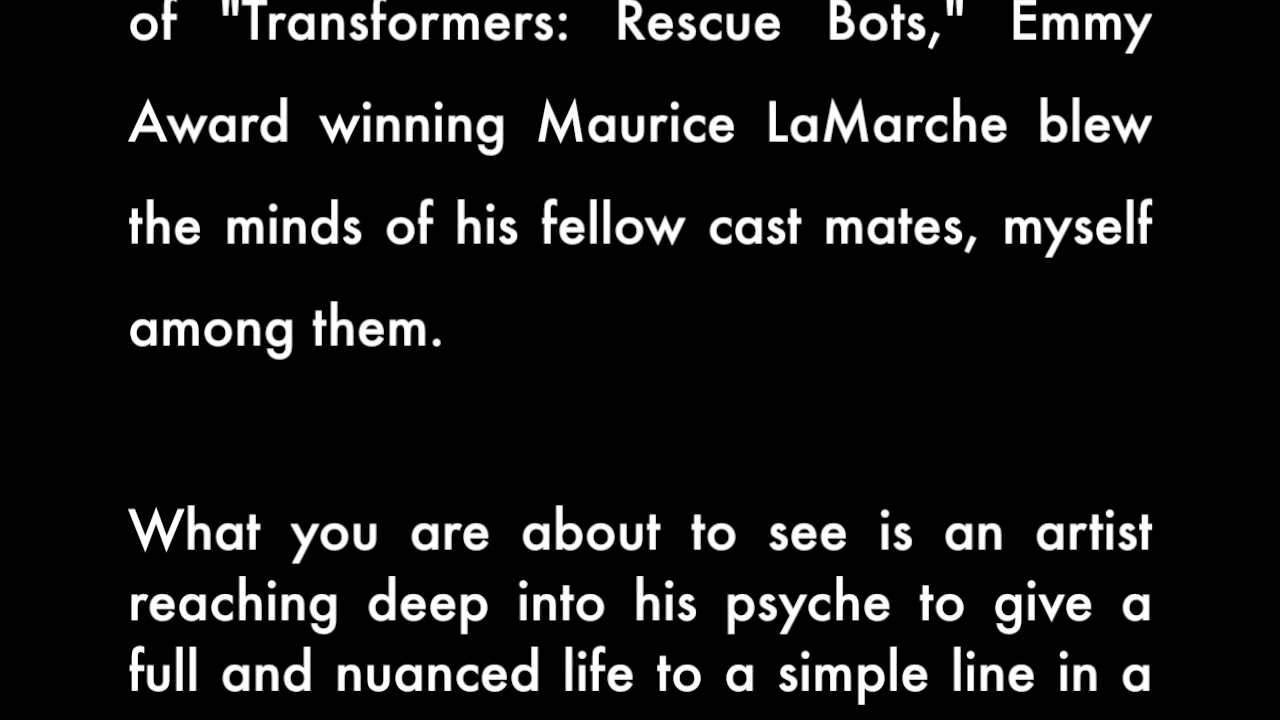 of "Transformers: Rescue Bots," Emmy
Award winning Maurice LaMarche blew
the minds of his fellow cast mates, myself
among them.
What you are about to see is an artist
reaching deep into his psyche to give a
full and nuanced life to a simple line in a